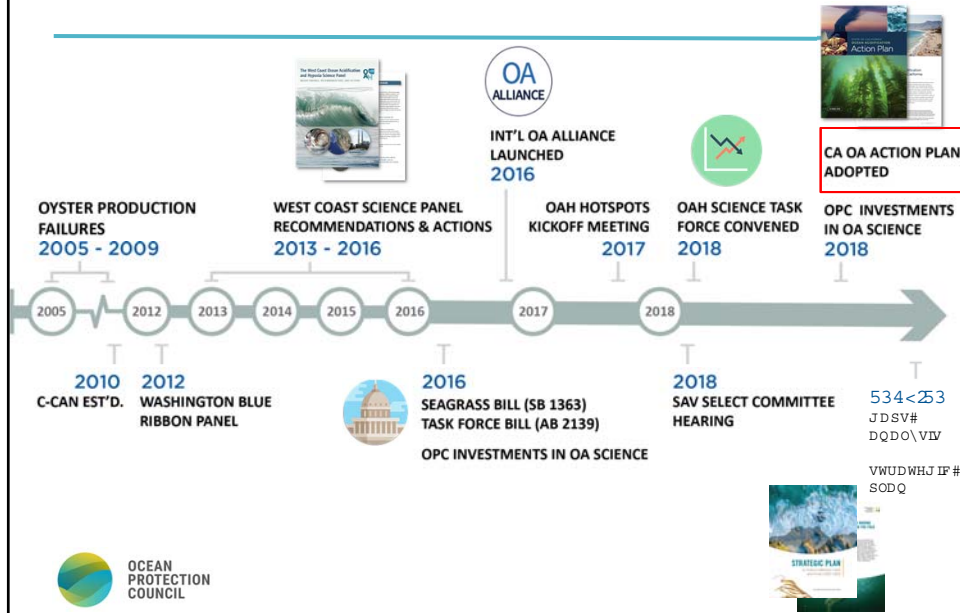 OA
ALLIANCE
Action Plan
INT'L OA ALLIANCE
LAUNCHED
2016
CA OA ACTION PLAN
ADOPTED
OYSTER PRODUCTION
FAILURES
2005 - 2009
WEST COAST SCIENCE PANEL
RECOMMENDATIONS & ACTIONS
2013 - 2016
OAH HOTSPOTS
KICKOFF MEETING
2017
OAH SCIENCE TASK
FORCE CONVENED
2018
OPC INVESTMENTS
IN OA SCIENCE
2018
2005
2012
2013
2014
2015
2016
2017
2018
2010
C-CAN EST'D.
2012
WASHINGTON BLUE
RIBBON PANEL
2016
SEAGRASS BILL (SB 1363)
TASK FORCE BILL (AB 2139)
OPC INVESTMENTS IN OA SCIENCE
2018
SAV SELECT COMMITTEE
HEARING
534<253
JDSV#
DQDO\VLV
VWUDWHJIF#
SODQ
STRATEGIC PLAN
OCEAN
PROTECTION
COUNCIL